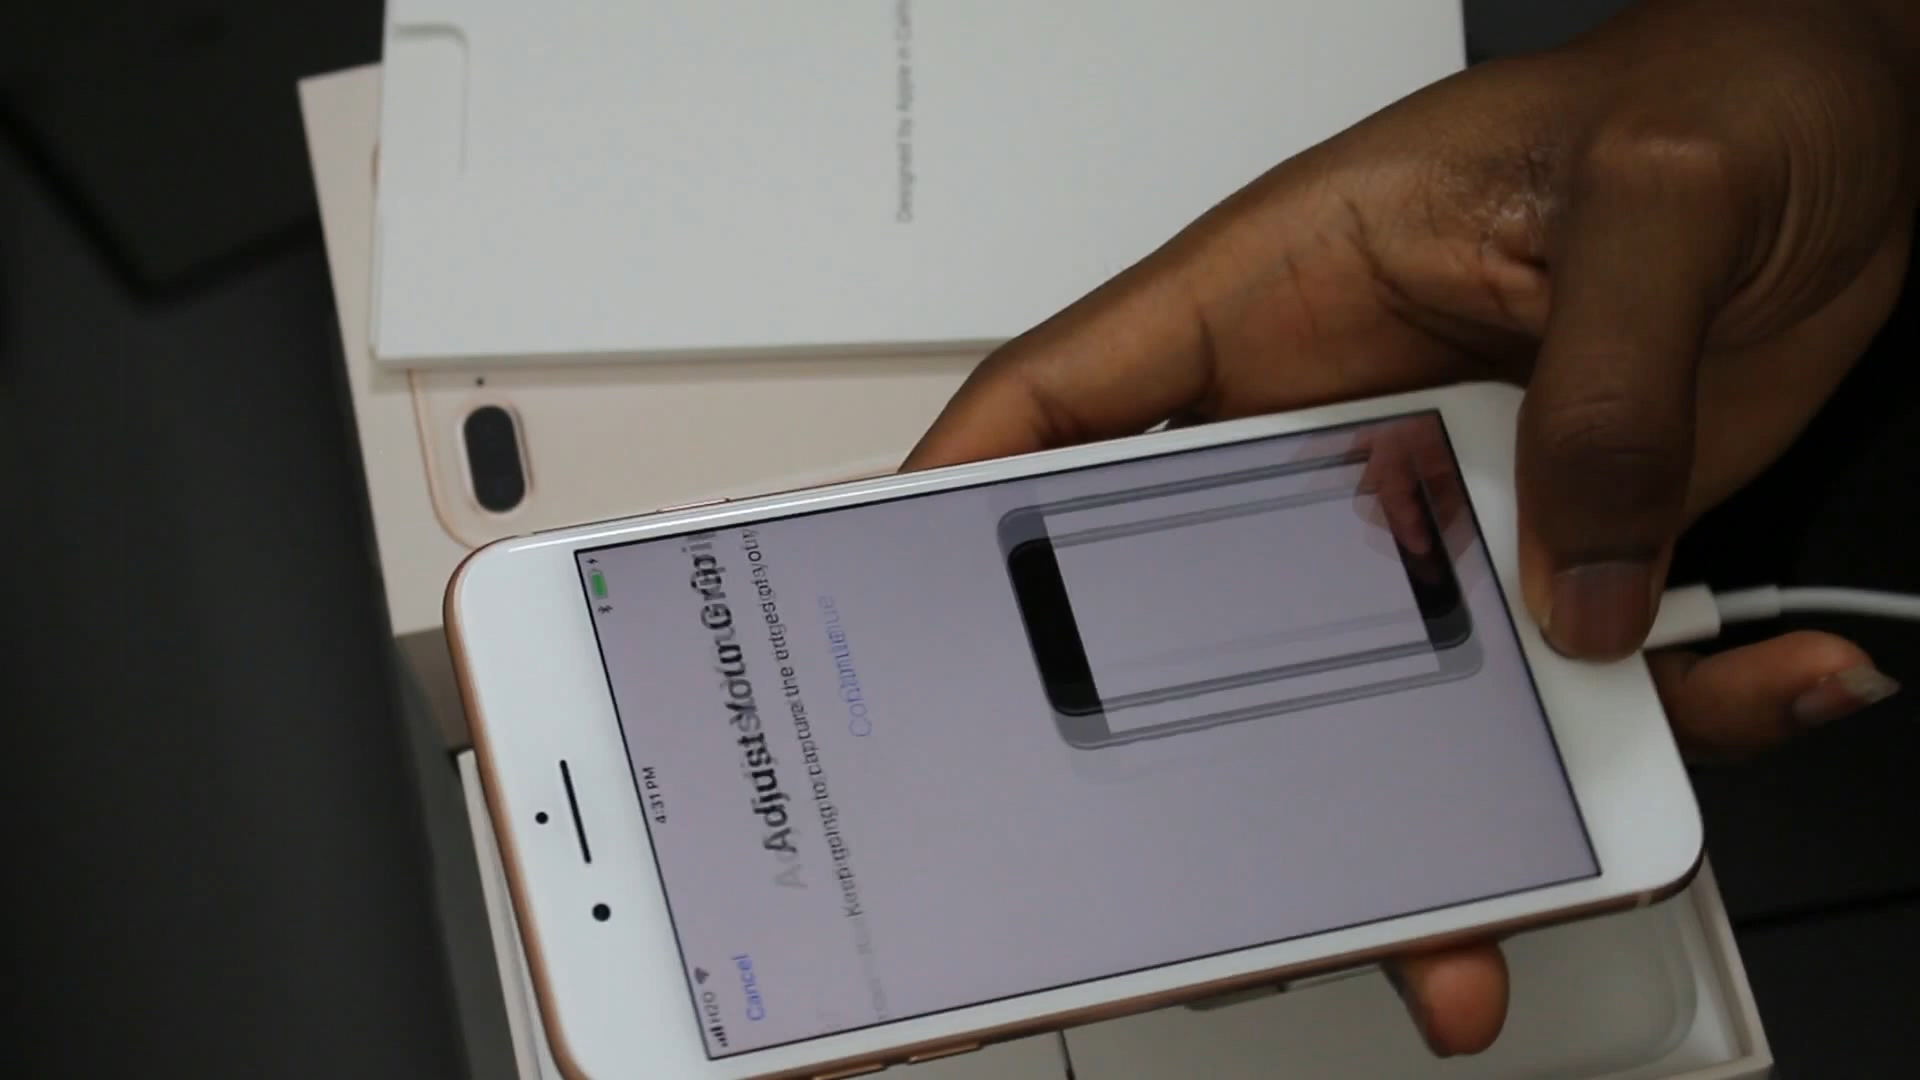 Designed by Apple in
H2O
4:31 PM
Cancel
Adjust Your Grip
Keep going to capture the edges of your
Continue